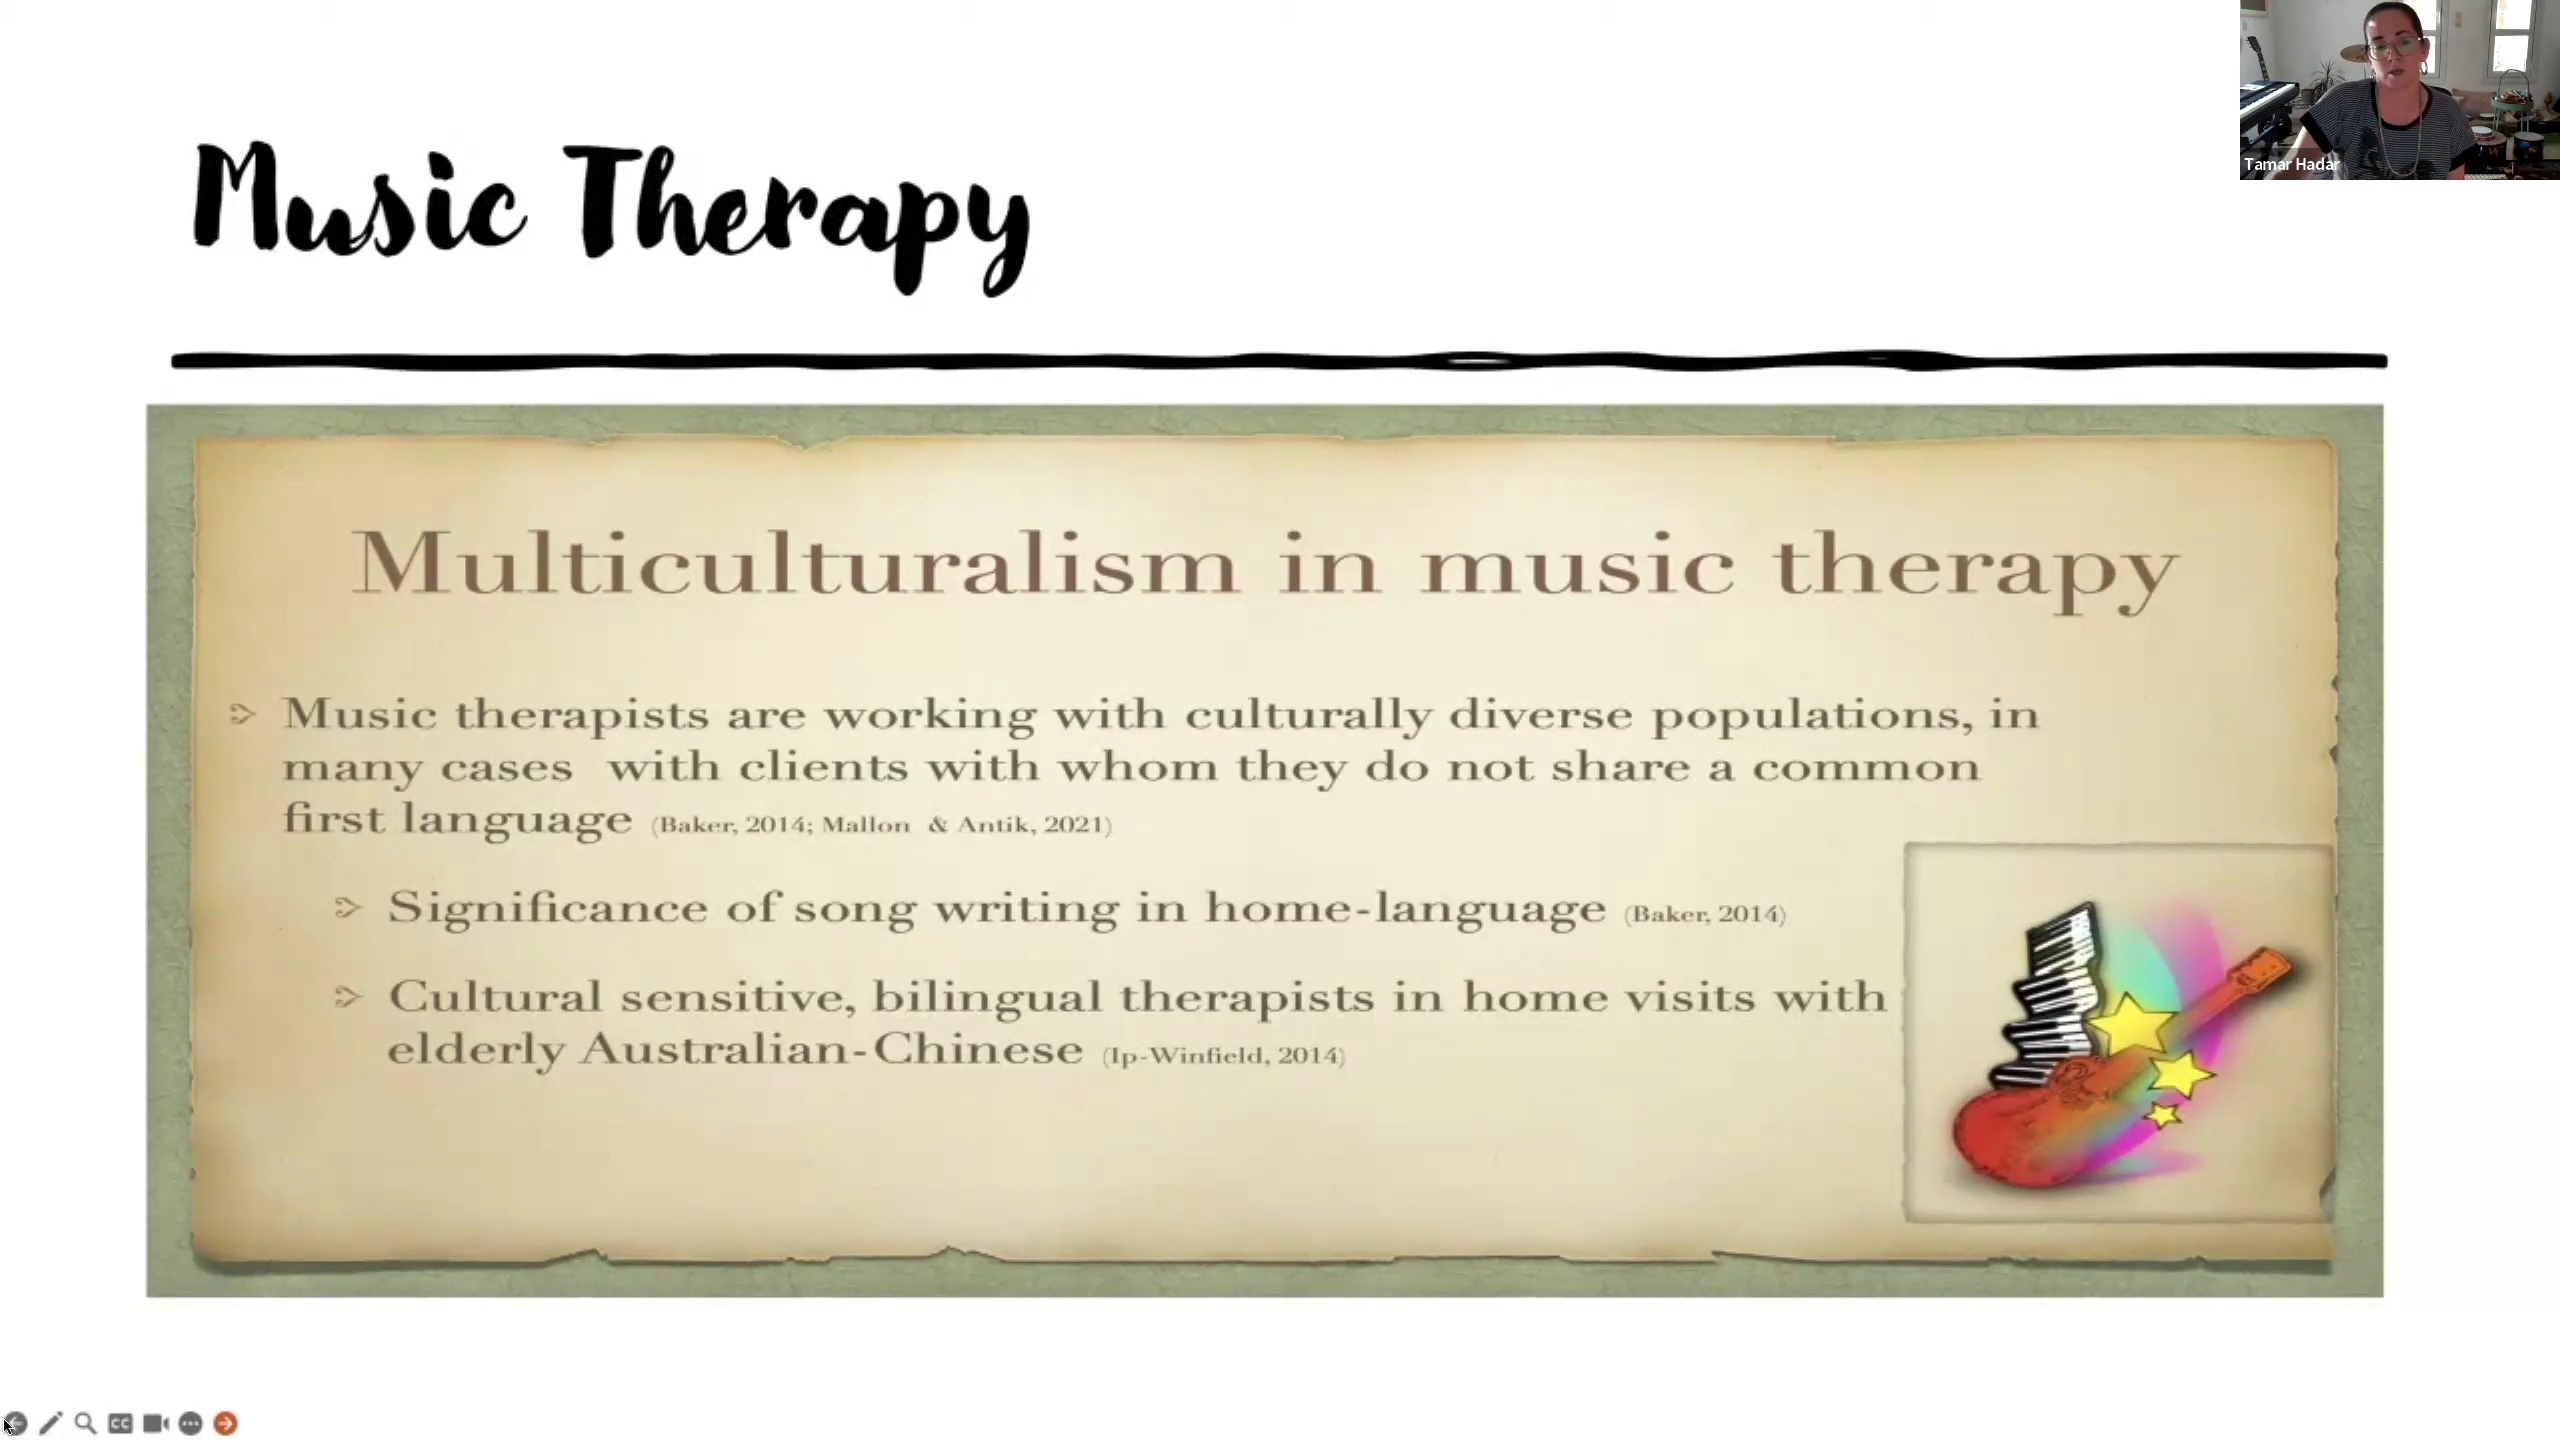 Tamar Hadar
Music Therapy
Multiculturalism in music therapy
Music therapists are working with culturally diverse populations, in
many cases with clients with whom they do not share a common
first language (Baker, 2014; Mallon & Antik, 2021)
Significance of song writing in home-language (Baker, 2014)
Cultural sensitive, bilingual therapists in home visits with
elderly Australian-Chinese (Ip-Winfield, 2014)
CC